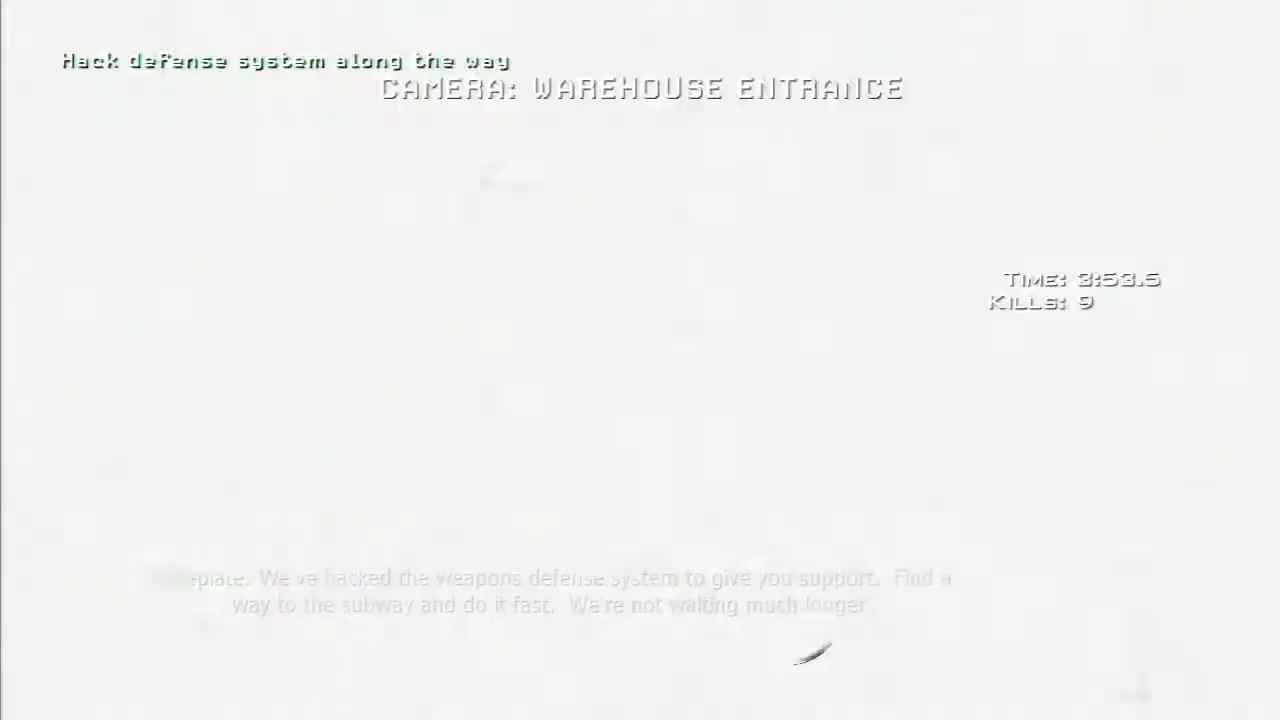 Hack defense system along the way
CAMERA: WAREHOUSE ENTRANCE
TIME: 3:53.5
KILLS: 9
We've hacked the weapons defense system to give you support. Find a
way to the subway and do it fast. We're not waiting much longer